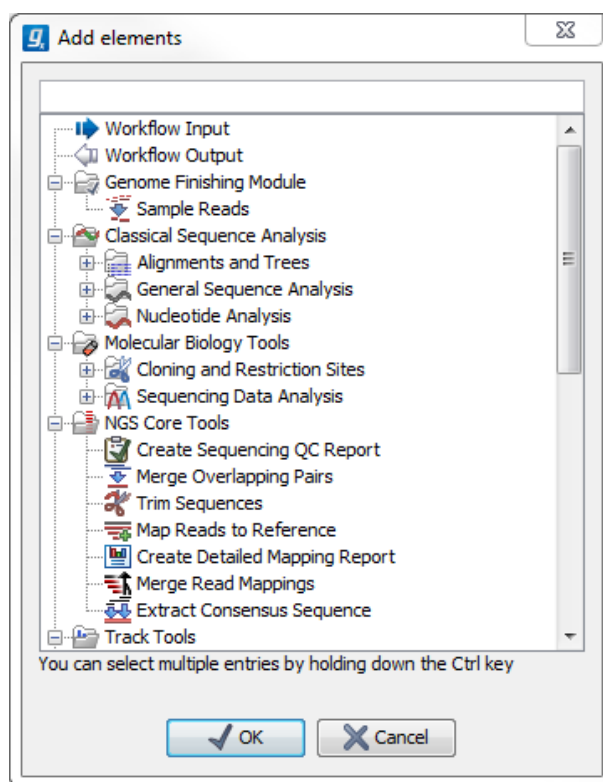 Add elements
Workflow Input
Workflow Output
Genome Finishing Module
Sample Reads
Classical Sequence Analysis
Alignments and Trees
General Sequence Analysis
Nucleotide Analysis
Molecular Biology Tools
Cloning and Restriction Sites
Sequencing Data Analysis
NGS Core Tools
Create Sequencing QC Report
Merge Overlapping Pairs
Trim Sequences
Map Reads to Reference
Create Detailed Mapping Report
Merge Read Mappings
Extract Consensus Sequence
Track Tools
You can select multiple entries by holding down the Ctrl key
OK Cancel